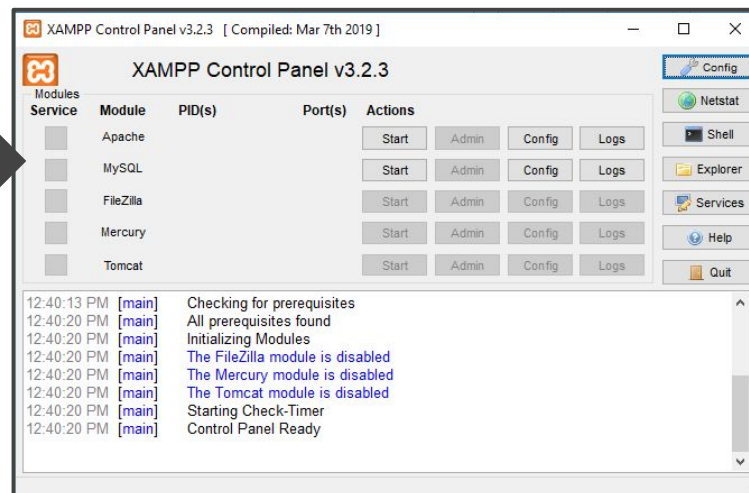 XAMPP Control Panel v3.2.3 [ Compiled: Mar 7th 2019 ]
XAMPP Control Panel v3.2.3
Config
Modules
Service Module PID(s) Port(s) Actions
Netstat
Apache Start Admin Config Logs
Shell
MySQL Start Admin Config Logs
Explorer
FileZilla Start Admin Config Logs
Services
Mercury Start Admin Config Logs
Help
Tomcat Start Admin Config Logs
Quit
12:40:13 PM [main] Checking for prerequisites
12:40:20 PM [main] All prerequisites found
12:40:20 PM [main] Initializing Modules
12:40:20 PM [main] The FileZilla module is disabled
12:40:20 PM [main] The Mercury module is disabled
12:40:20 PM [main] The Tomcat module is disabled
12:40:20 PM [main] Starting Check-Timer
12:40:20 PM [main] Control Panel Ready